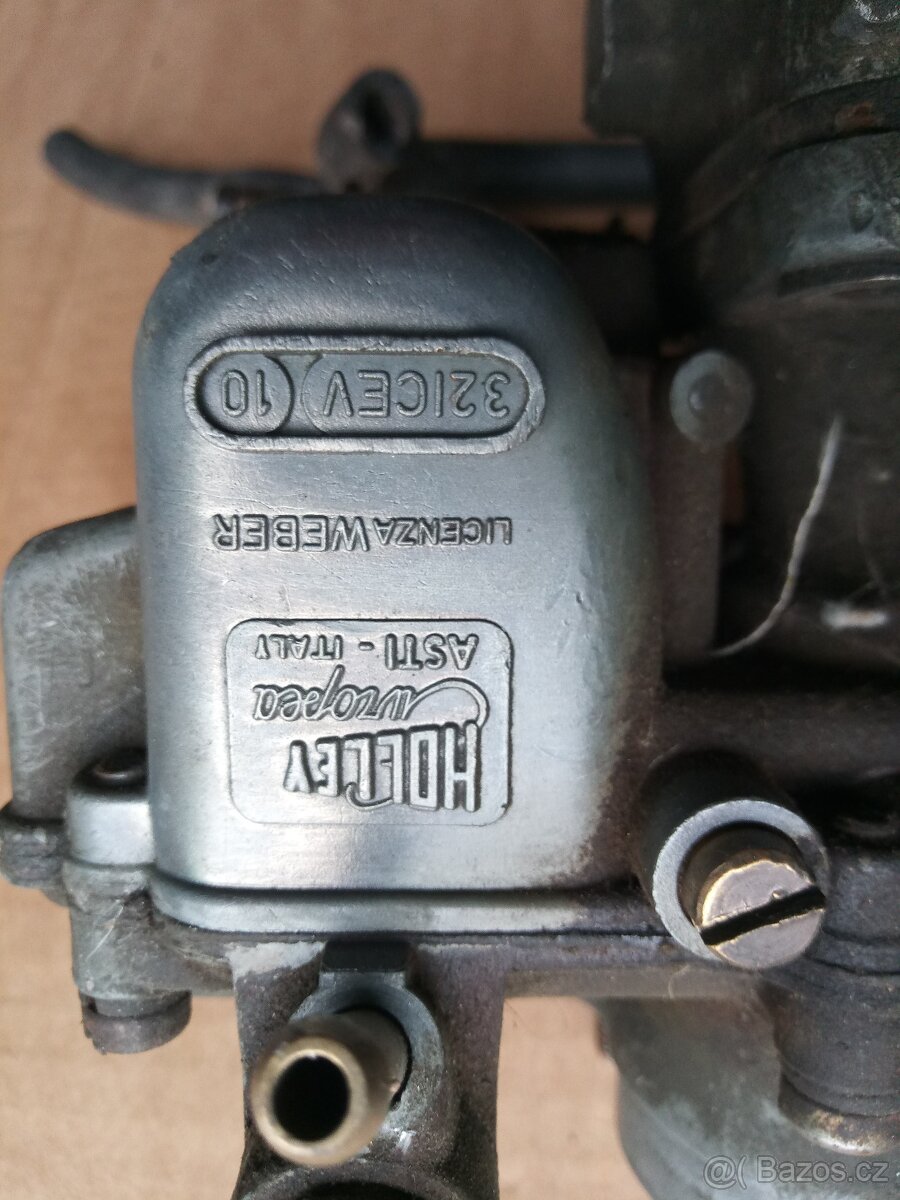 HOLLEY
Europea
ASTI - ITALY
LICENZA WEBER
32ICEV 10
@( Bazos.cz